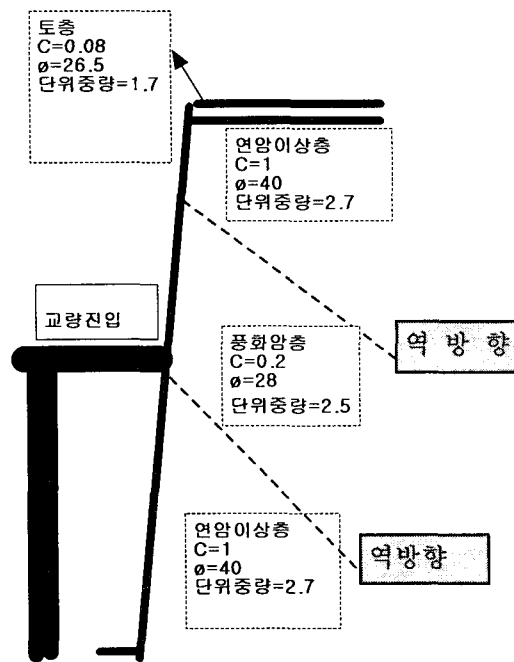 토층
C=0.08
ø=26.5
단위중량=1.7
연암이상층
C=1
ø=40
단위중량=2.7
교량진입
풍화암층
C=0.2
ø=28
단위중량=2.5
역 방 향
연암이상층
C=1
ø=40
단위중량=2.7
역방향